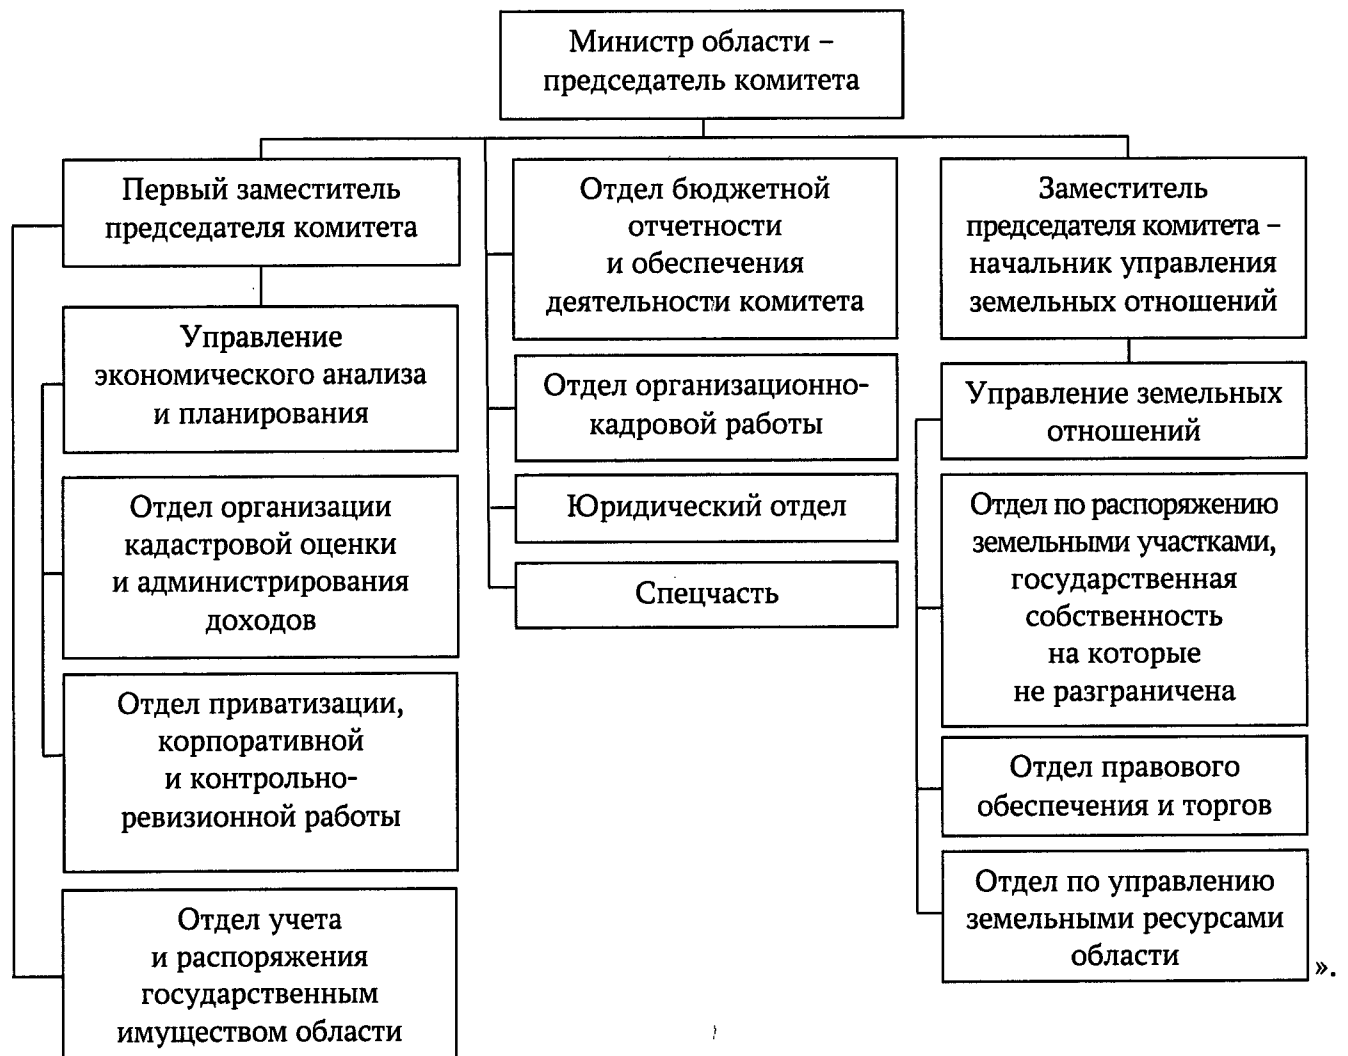 Министр области –
председатель комитета
Первый заместитель
председателя комитета
Управление
экономического анализа
и планирования
Отдел организации
кадастровой оценки
и администрирования
доходов
Отдел приватизации,
корпоративной
и контрольно-
ревизионной работы
Отдел учета
и распоряжения
государственным
имуществом области
Отдел бюджетной
отчетности
и обеспечения
деятельности комитета
Отдел организационно-
кадровой работы
Юридический отдел
Спецчасть
Заместитель
председателя комитета –
начальник управления
земельных отношений
Управление земельных
отношений
Отдел по распоряжению
земельными участками,
государственная
собственность
на которые
не разграничена
Отдел правового
обеспечения и торгов
Отдел по управлению
земельными ресурсами
области
».